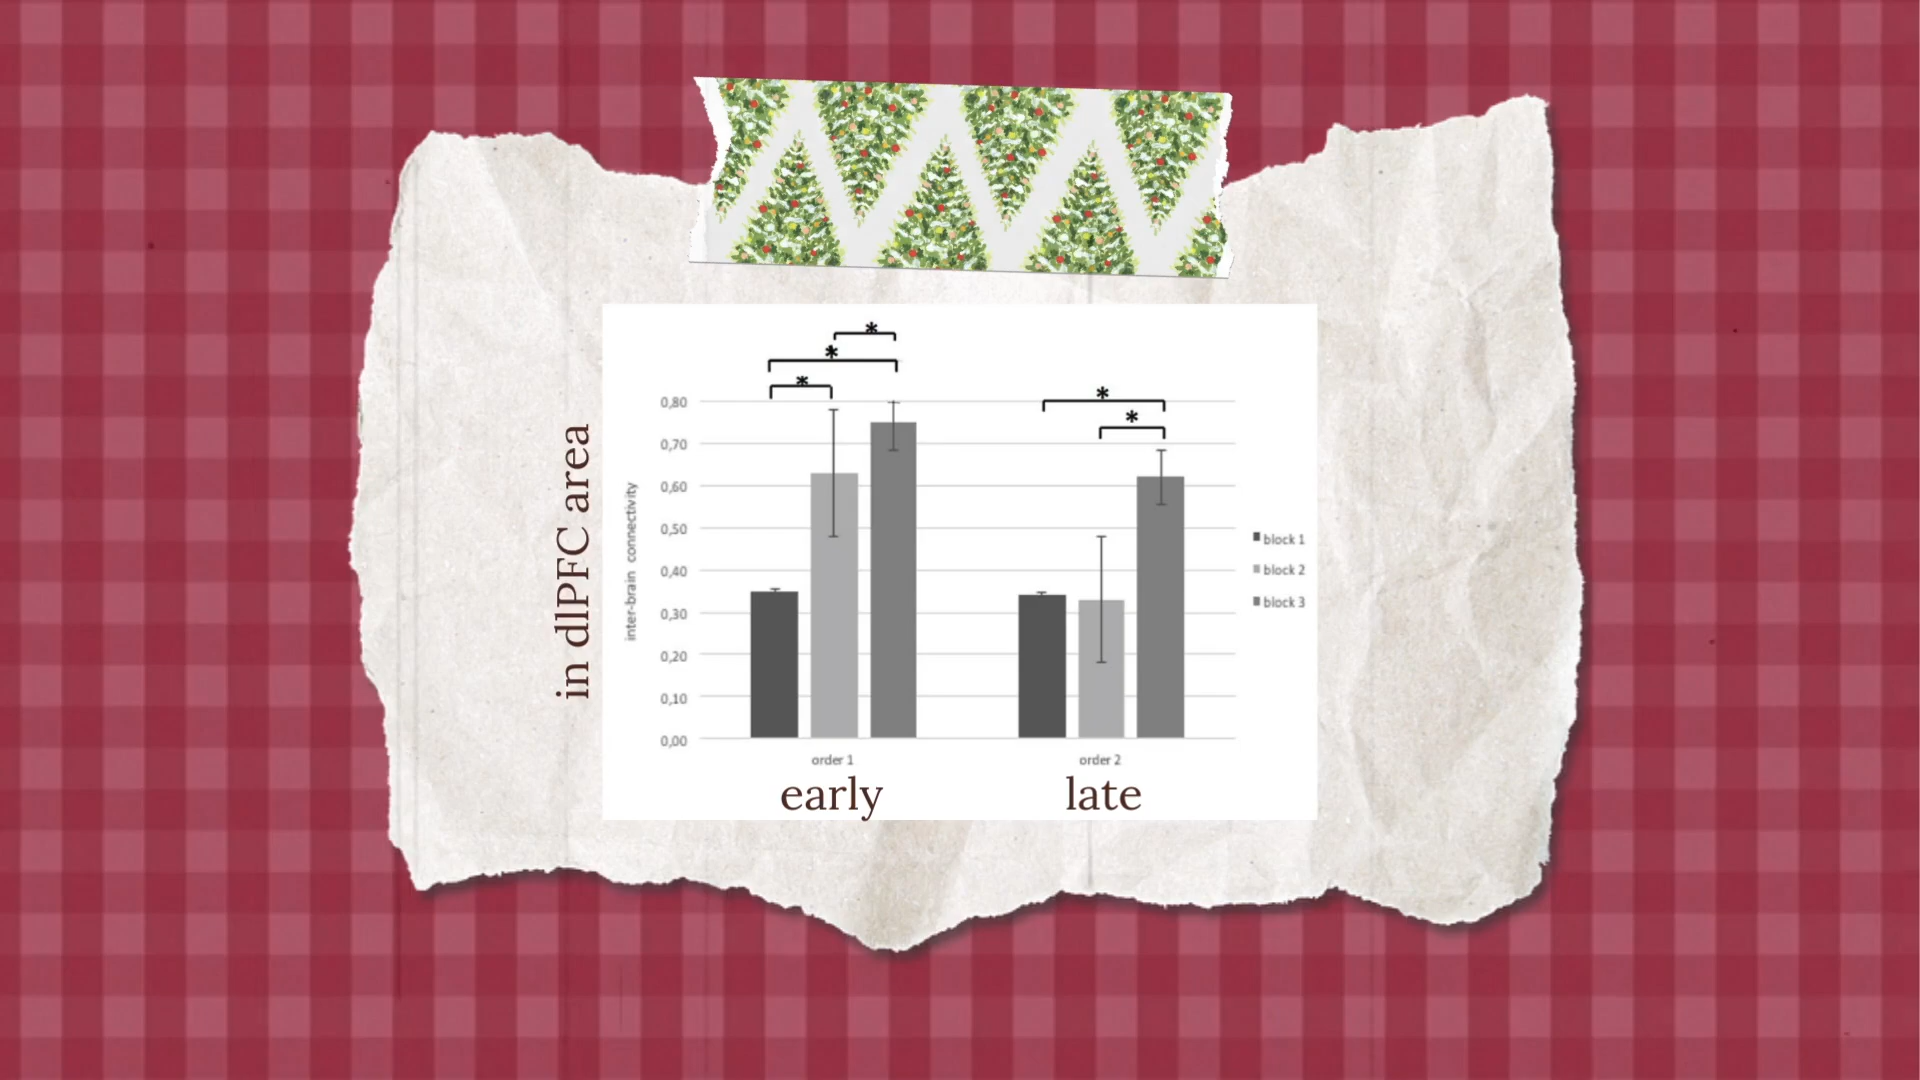 *
*
*
*
*
0,80
0,70
0,60
0,50
0,40
0,30
0,20
0,10
0,00
in dlPFC area
inter-brain connectivity
block 1
block 2
block 3
order 1
order 2
early
late